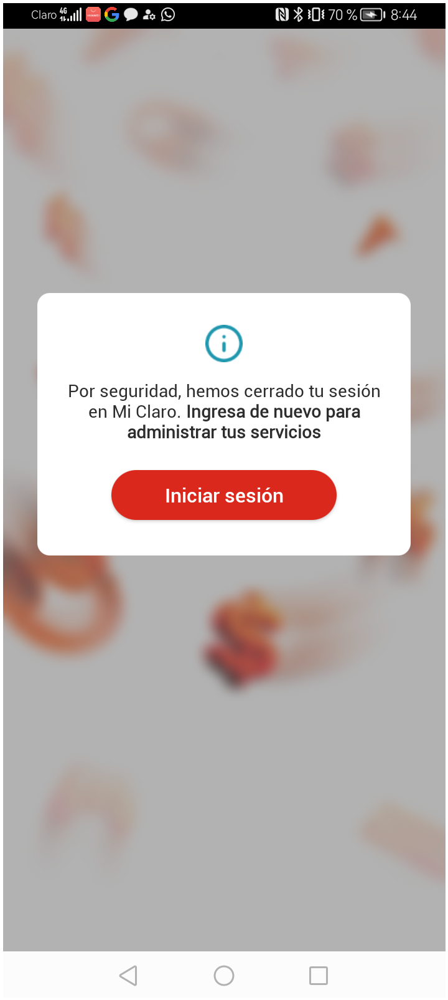 Claro 4G 70 % 8:44
Por seguridad, hemos cerrado tu sesión
en Mi Claro. Ingresa de nuevo para
administrar tus servicios
Iniciar sesión